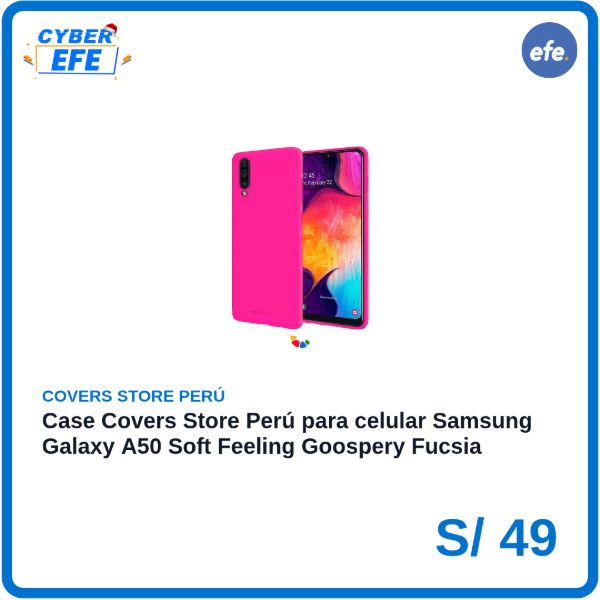 CYBER
EFE
efe.
COVERS STORE PERÚ
Case Covers Store Perú para celular Samsung
Galaxy A50 Soft Feeling Goospery Fucsia
S/ 49